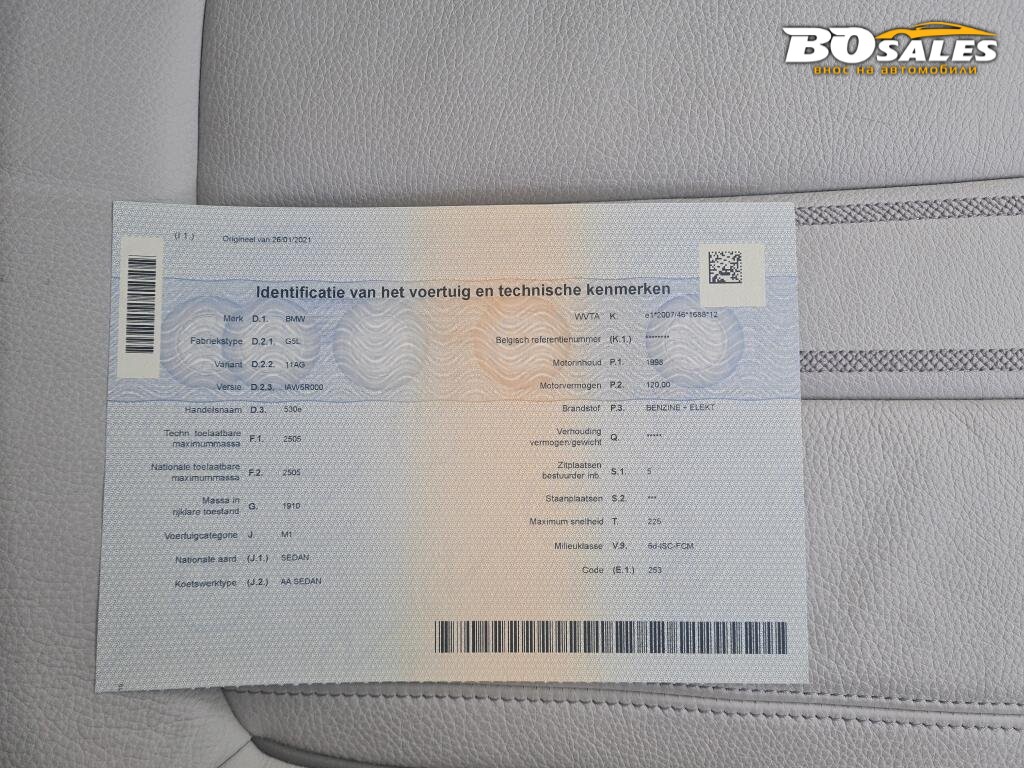 BOSALES
внос на автомобили
(I 1.) Origineel van 26/01/2021
Identificatie van het voertuig en technische kenmerken
Merk D.1. BMW
Fabriekstype D.2.1. G5L
Variant D.2.2. 11AG
Versie D.2.3. IAW5R000
Handelsnaam D.3. 530e
Techn. toelaatbare
maximummassa F.1. 2505
Nationale toelaatbare
maximummassa F.2. 2505
Massa in
rijklare toestand G. 1910
Voertuigcategorie J. M1
Nationale aard (J.1.) SEDAN
Koetswerktype (J.2.) AA SEDAN
WVTA K. e1*2007/46*1688*12
Belgisch referentienummer (K.1.) ********
Motorinhoud P.1. 1998
Motorvermogen P.2. 120,00
Brandstof P.3. BENZINE + ELEKT
Verhouding
vermogen/gewicht Q. *****
Zitplaatsen
bestuurder inb. S.1. 5
Staanplaatsen S.2. ***
Maximum snelheid T. 225
Milieuklasse V.9. 6d-ISC-FCM
Code (E.1.) 253